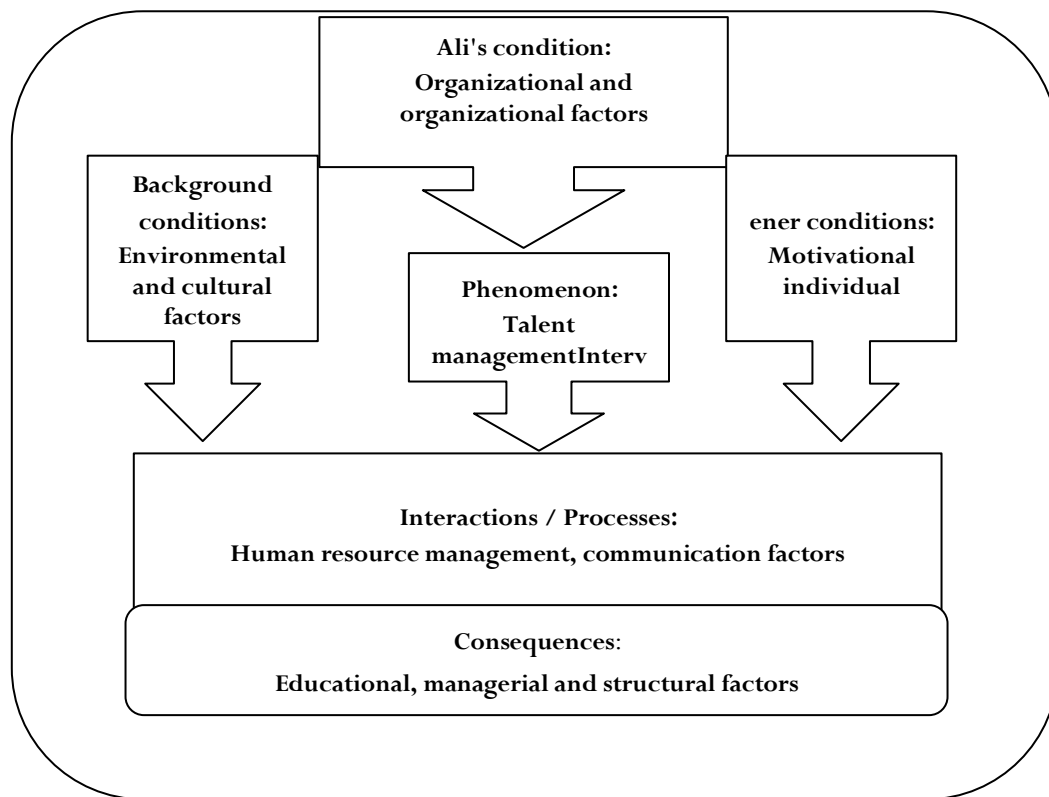 Ali's condition:
Organizational and
organizational factors
Background
conditions:
Environmental
and cultural
factors
Phenomenon:
Talent
managementInterv
ener conditions:
Motivational
individual
Interactions / Processes:
Human resource management, communication factors
Consequences:
Educational, managerial and structural factors